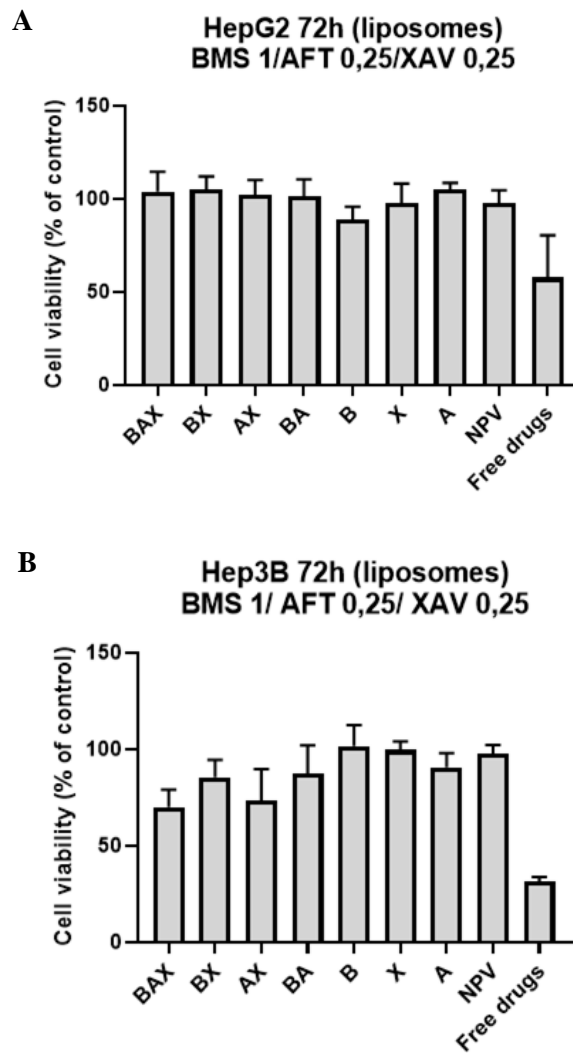 A
HepG2 72h (liposomes)
BMS 1/AFT 0,25/XAV 0,25
Cell viability (% of control)
150
100
50
0
BAX
BX
AX
BA
B
X
A
NPV
Free drugs
B
Hep3B 72h (liposomes)
BMS 1/ AFT 0,25/ XAV 0,25
Cell viability (% of control)
150
100
50
0
BAX
BX
AX
BA
B
X
A
NPV
Free drugs